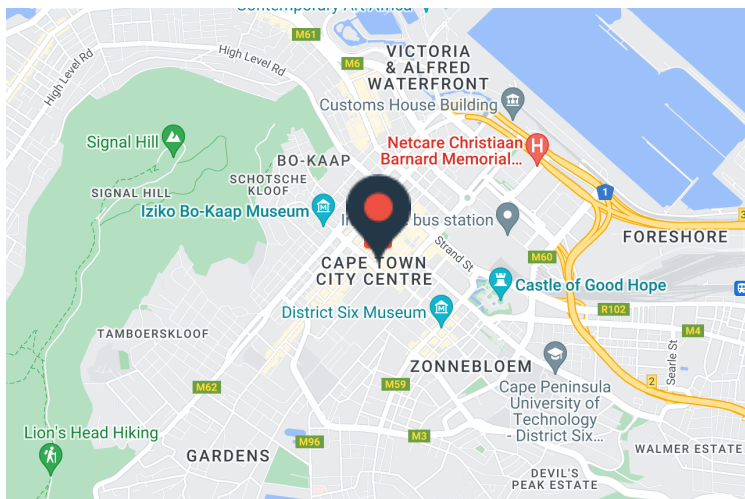 Contemporary Art Africa
M61
High Level Rd
High Level Rd
M6
VICTORIA
& ALFRED
WATERFRONT
Customs House Building
Signal Hill
Netcare Christiaan
Barnard Memorial...
BO-KAAP
SCHOTSCHE
KLOOF
SIGNAL HILL
1
Iziko Bo-Kaap Museum
bus station
3
FORESHORE
Strand St
M60
CAPE TOWN
CITY CENTRE
Castle of Good Hope
District Six Museum
R102
TAMBOERSKLOOF
M4
ZONNEBLOEM
Searle St
M62
M59
2
Cape Peninsula
University of
Technology
- District Six...
Lion's Head Hiking
M96
M3
GARDENS
WALMER ESTATE
DEVIL'S
PEAK ESTATE